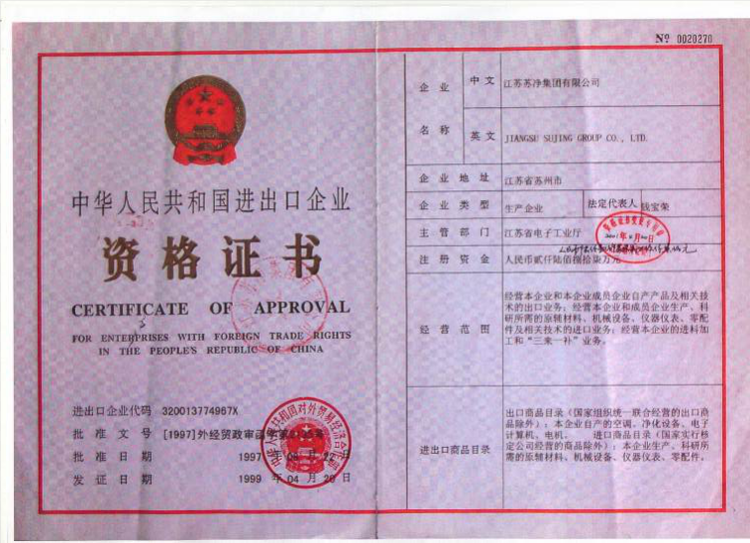 Nº 0020270
中华人民共和国进出口企业
资格证书
CERTIFICATE OF APPROVAL
FOR ENTERPRISES WITH FOREIGN TRADE RIGHTS
IN THE PEOPLE'S REPUBLIC OF CHINA
进出口企业代码 320013774967X
批准文号 [1997]外经贸政审函字第
批准日期 1997 年 月 22 日
发证日期 1999 年 04 月 20 日
企业名称
中文 江苏苏净集团有限公司
英文 JIANGSU SUJING GROUP CO., LTD.
企业地址 江苏省苏州市
企业类型 生产企业 法定代表人 钱宝荣
主管部门 江苏省电子工业厅
注册资金 人民币贰仟陆佰捌拾柒万元
经营范围
经营本企业和本企业成员企业自产产品及相关技
术的出口业务；经营本企业和成员企业生产、科
研所需的原辅材料、机械设备、仪器仪表、零配
件及相关技术的进口业务；经营本企业的进料加
工和“三来一补”业务。
进出口商品目录
出口商品目录（国家组织统一联合经营的出口商
品除外）：本企业自产的空调、净化设备、电子
计算机、电机。 进口商品目录（国家实行核
定公司经营的商品除外）：本企业生产、科研所
需的原辅材料、机械设备、仪器仪表、零配件。